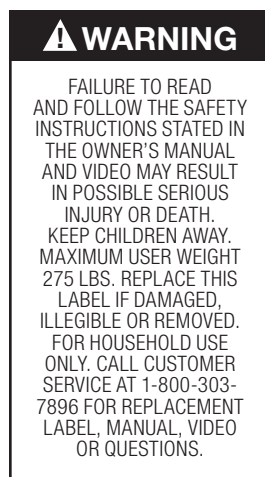 WARNING
FAILURE TO READ
AND FOLLOW THE SAFETY
INSTRUCTIONS STATED IN
THE OWNER'S MANUAL
AND VIDEO MAY RESULT
IN POSSIBLE SERIOUS
INJURY OR DEATH.
KEEP CHILDREN AWAY.
MAXIMUM USER WEIGHT
275 LBS. REPLACE THIS
LABEL IF DAMAGED,
ILLEGIBLE OR REMOVED.
FOR HOUSEHOLD USE
ONLY. CALL CUSTOMER
SERVICE AT 1-800-303-
7896 FOR REPLACEMENT
LABEL, MANUAL, VIDEO
OR QUESTIONS.